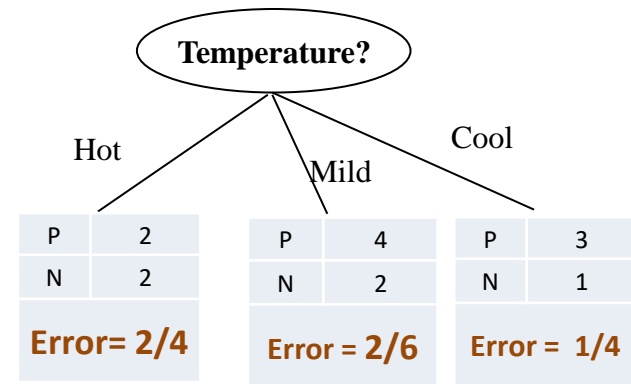 Temperature?
Hot
Mild
Cool
P 2
N 2
Error= 2/4
P 4
N 2
Error = 2/6
P 3
N 1
Error = 1/4